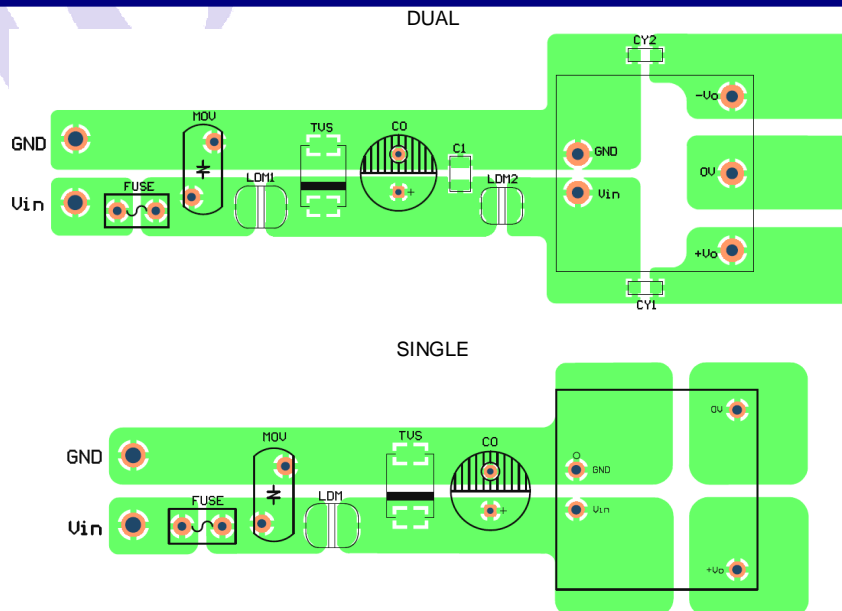 DUAL
CY2
MOV
TVS
CO
-Vo
GND
C1
GND
0V
FUSE
LDM1
LDM2
Vin
+
Vin
+Vo
CY1
SINGLE
0V
MOV
TVS
CO
GND
GND
FUSE
LDM
Vin
+
Vin
+Vo